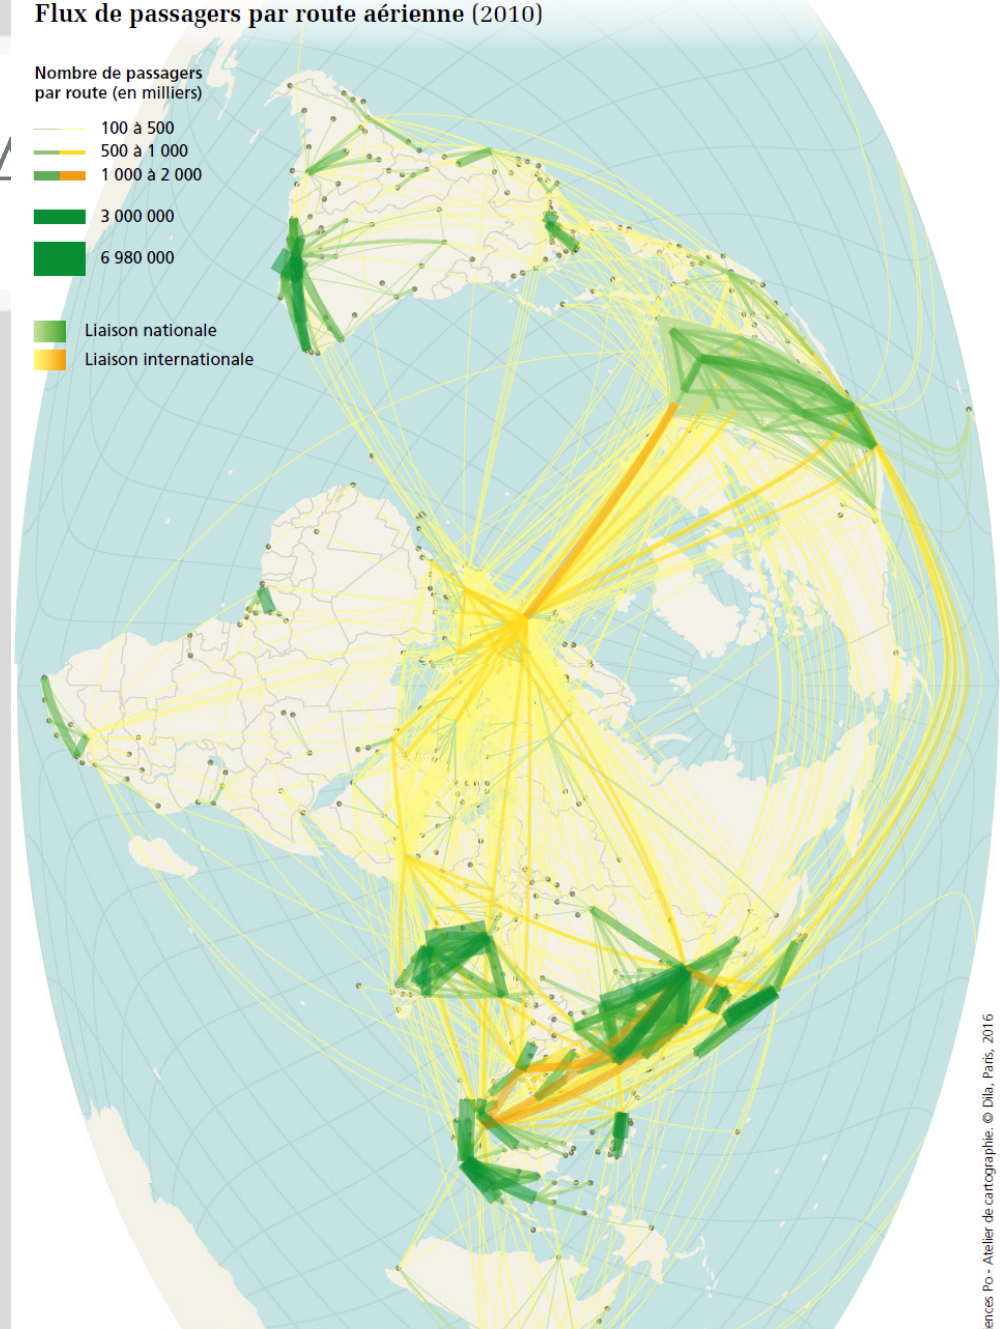 Flux de passagers par route aérienne (2010)
Nombre de passagers
par route (en milliers)
100 à 500
500 à 1 000
1 000 à 2 000
3 000 000
6 980 000
Liaison nationale
Liaison internationale
ences Po - Atelier de cartographie. © Dila, Paris, 2016